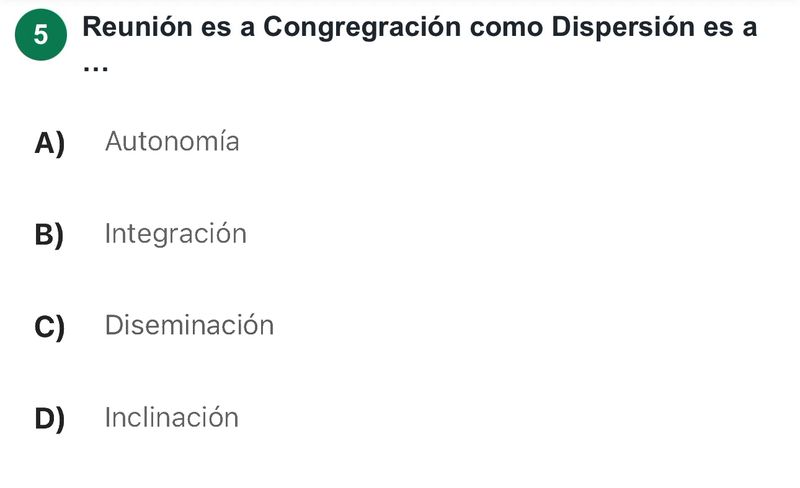 5 Reunión es a Congregración como Dispersión es a
...
A) Autonomía
B) Integración
C) Diseminación
D) Inclinación